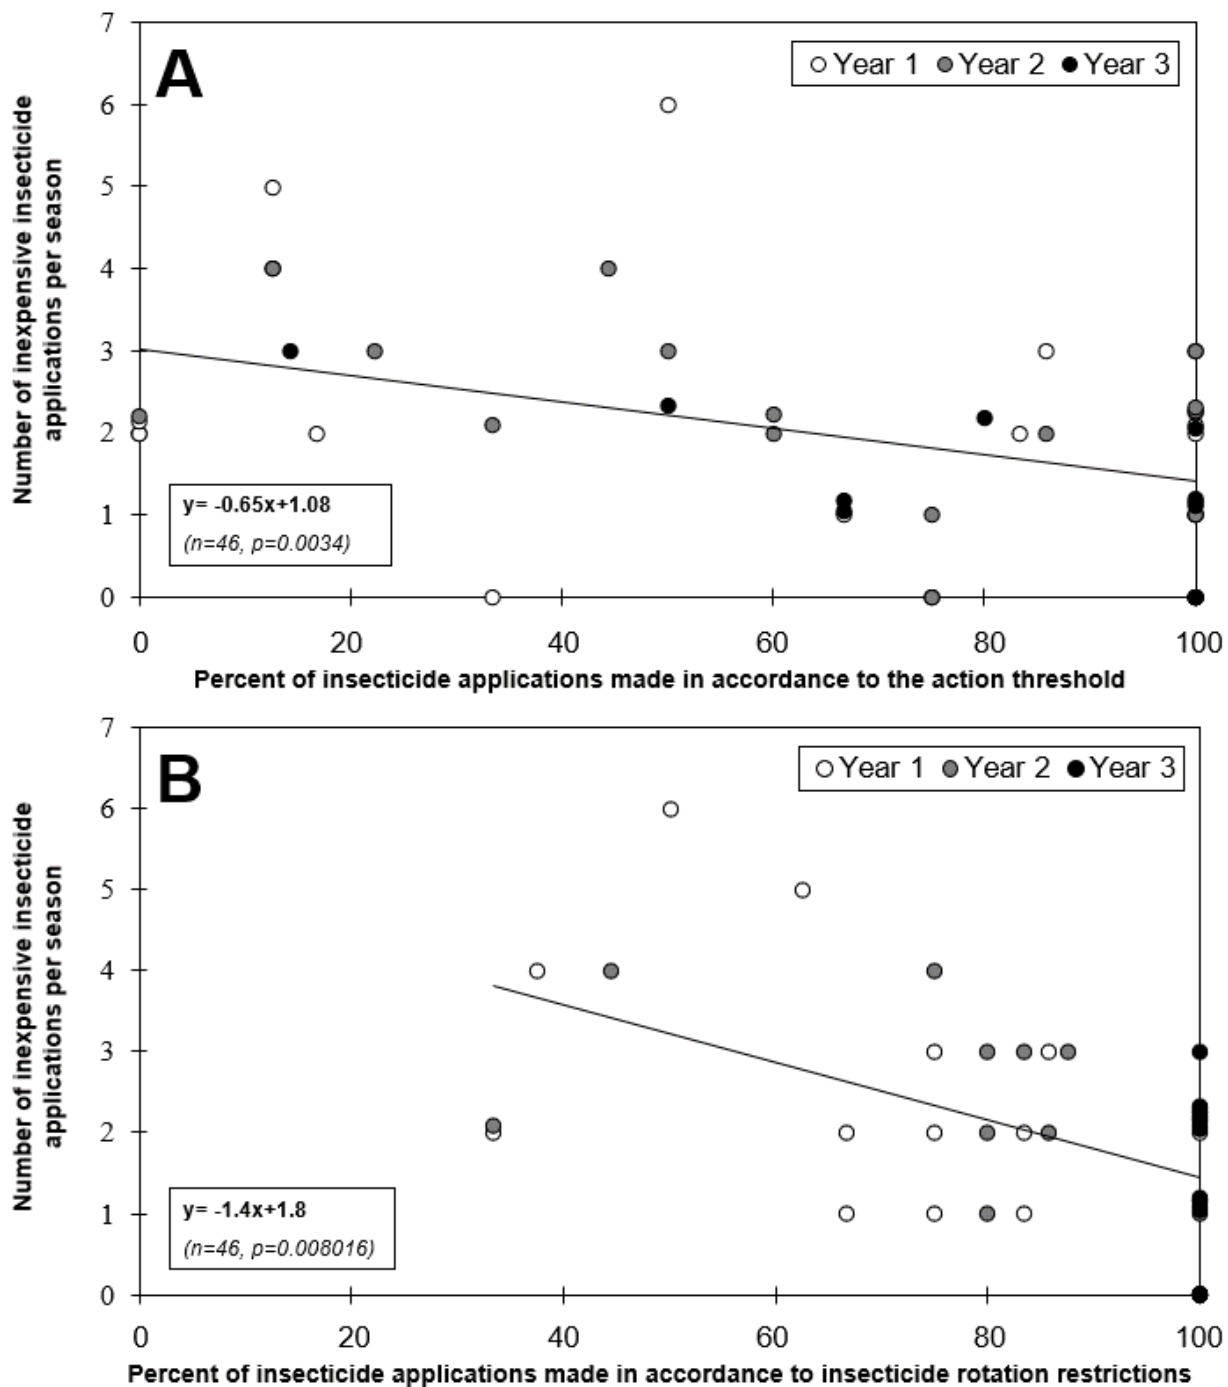 7
6
5
4
3
2
1
0
A
Year 1 Year 2 Year 3
Number of inexpensive insecticide
applications per season
y= -0.65x+1.08
(n=46, p=0.0034)
0 20 40 60 80 100
Percent of insecticide applications made in accordance to the action threshold
7
6
5
4
3
2
1
0
B
Year 1 Year 2 Year 3
Number of inexpensive insecticide
applications per season
y= -1.4x+1.8
(n=46, p=0.008016)
0 20 40 60 80 100
Percent of insecticide applications made in accordance to insecticide rotation restrictions